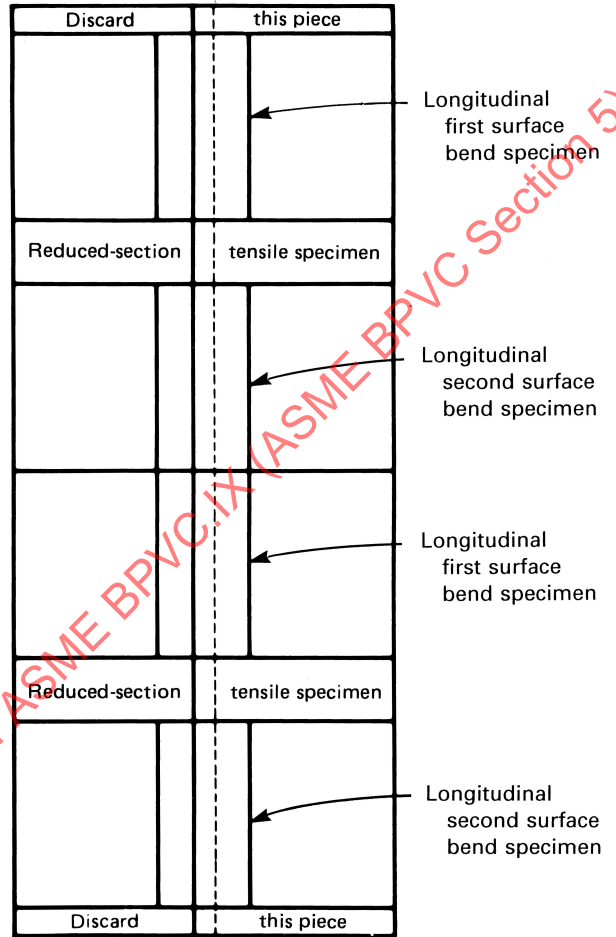 Discard this piece
Longitudinal
first surface
bend specimen
Reduced-section tensile specimen
Longitudinal
second surface
bend specimen
Longitudinal
first surface
bend specimen
Reduced-section tensile specimen
Longitudinal
second surface
bend specimen
Discard this piece
ASME BPVC.IX (ASME BPVC Section 5)